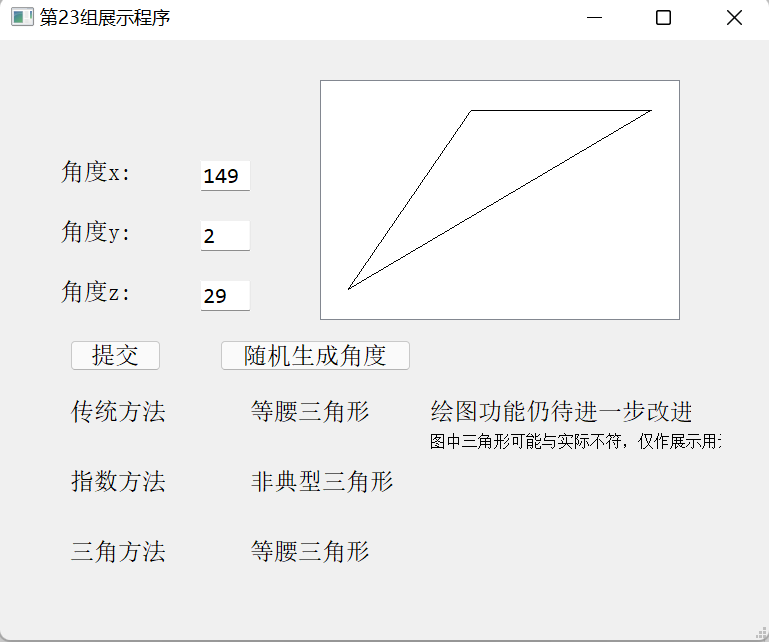 第23组展示程序
角度x: 149
角度y: 2
角度z: 29
提交 随机生成角度
传统方法 等腰三角形 绘图功能仍待进一步改进
图中三角形可能与实际不符，仅作展示用
指数方法 非典型三角形
三角方法 等腰三角形